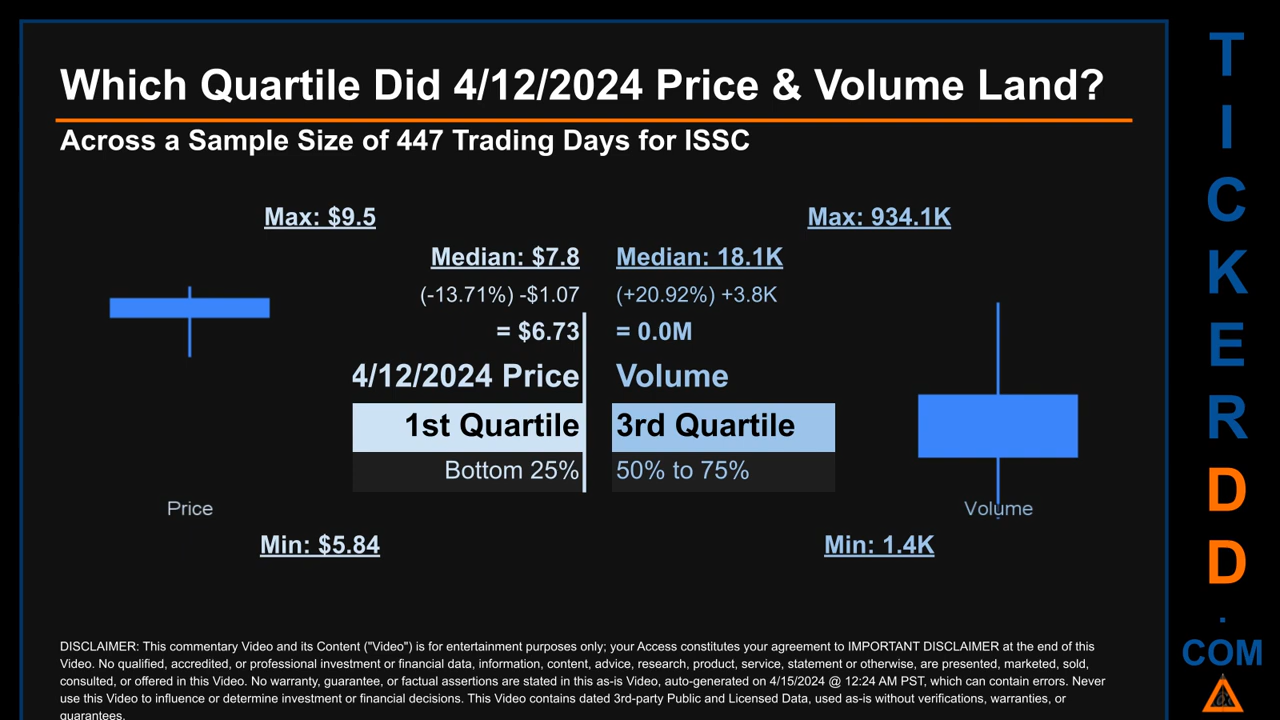 Which Quartile Did 4/12/2024 Price & Volume Land?
Across a Sample Size of 447 Trading Days for ISSC
Max: $9.5
Max: 934.1K
Median: $7.8
Median: 18.1K
(-13.71%) -$1.07
(+20.92%) +3.8K
= $6.73
= 0.0M
4/12/2024 Price
Volume
1st Quartile
3rd Quartile
Bottom 25%
50% to 75%
Price
Volume
Min: $5.84
Min: 1.4K
DISCLAIMER: This commentary Video and its Content ("Video") is for entertainment purposes only; your Access constitutes your agreement to IMPORTANT DISCLAIMER at the end of this
Video. No qualified, accredited, or professional investment or financial data, information, content, advice, research, product, service, statement or otherwise, are presented, marketed, sold,
consulted, or offered in this Video. No warranty, guarantee, or factual assertions are stated in this as-is Video, auto-generated on 4/15/2024 @ 12:24 AM PST, which can contain errors. Never
use this Video to influence or determine investment or financial decisions. This Video contains dated 3rd-party Public and Licensed Data, used as-is without verifications, warranties, or
guarantees.
T
I
C
K
E
R
D
D
.
COM